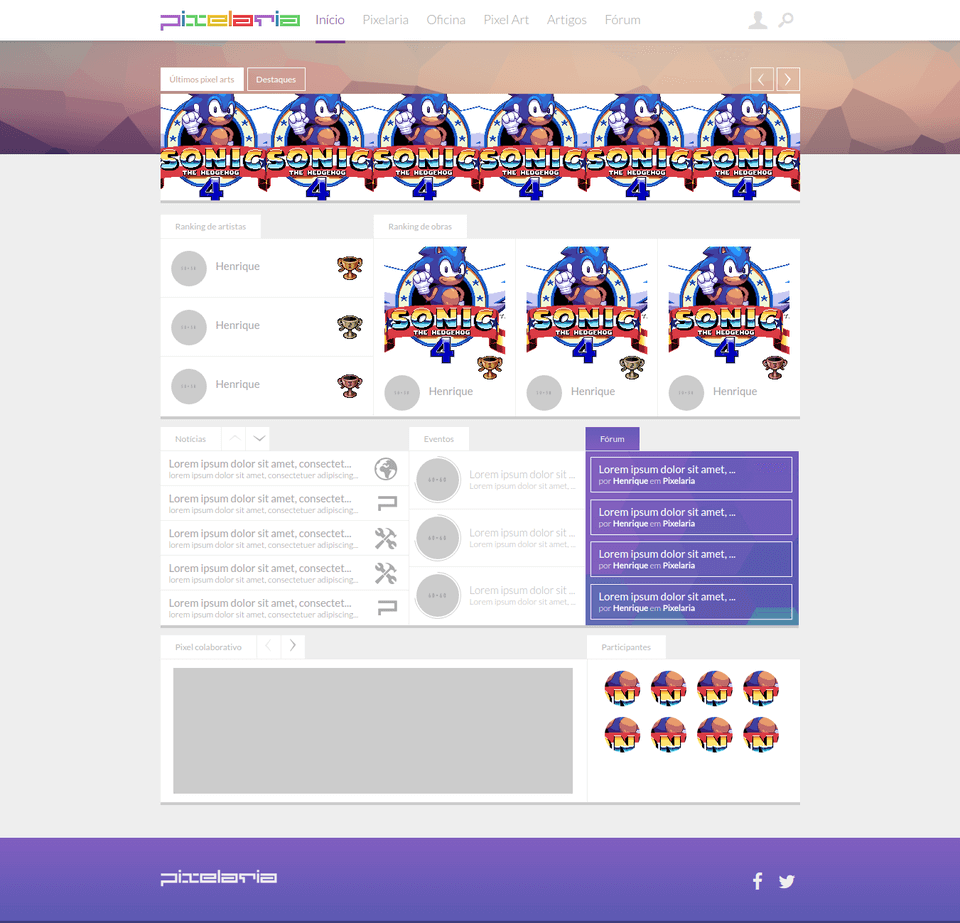 pixelaria Início Pixelaria Oficina Pixel Art Artigos Fórum
Últimos pixel arts Destaques
SONIC SONIC SONIC SONIC SONIC SONIC
THE HEDGEHOG THE HEDGEHOG THE HEDGEHOG THE HEDGEHOG THE HEDGEHOG THE HEDGEHOG
4 4 4 4 4 4
Ranking de artistas
Henrique
Henrique
Henrique
Ranking de obras
SONIC SONIC SONIC
THE HEDGEHOG THE HEDGEHOG THE HEDGEHOG
4 4 4
Henrique Henrique Henrique
Notícias
Lorem ipsum dolor sit amet, consectet...
lorem ipsum dolor sit amet, consectetuer adipiscing...
Lorem ipsum dolor sit amet, consectet...
lorem ipsum dolor sit amet, consectetuer adipiscing...
Lorem ipsum dolor sit amet, consectet...
lorem ipsum dolor sit amet, consectetuer adipiscing...
Lorem ipsum dolor sit amet, consectet...
lorem ipsum dolor sit amet, consectetuer adipiscing...
Lorem ipsum dolor sit amet, consectet...
lorem ipsum dolor sit amet, consectetuer adipiscing...
Eventos
Lorem ipsum dolor sit ...
Lorem ipsum dolor sit amet, ...
Lorem ipsum dolor sit ...
Lorem ipsum dolor sit amet, ...
Lorem ipsum dolor sit ...
Lorem ipsum dolor sit amet, ...
Fórum
Lorem ipsum dolor sit amet, ...
por Henrique em Pixelaria
Lorem ipsum dolor sit amet, ...
por Henrique em Pixelaria
Lorem ipsum dolor sit amet, ...
por Henrique em Pixelaria
Lorem ipsum dolor sit amet, ...
por Henrique em Pixelaria
Pixel colaborativo
Participantes
N N N N
N N N N
pixelaria